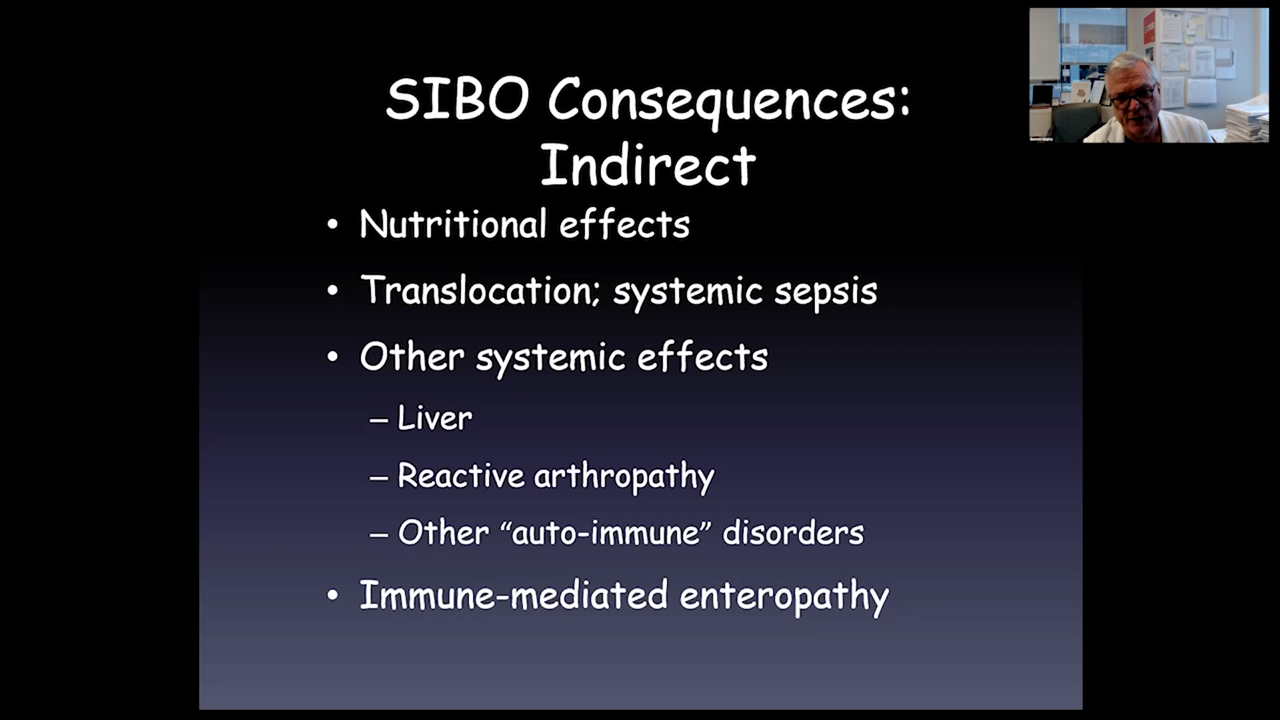 SIBO Consequences:
Indirect
• Nutritional effects
• Translocation; systemic sepsis
• Other systemic effects
– Liver
– Reactive arthropathy
– Other “auto-immune” disorders
• Immune-mediated enteropathy